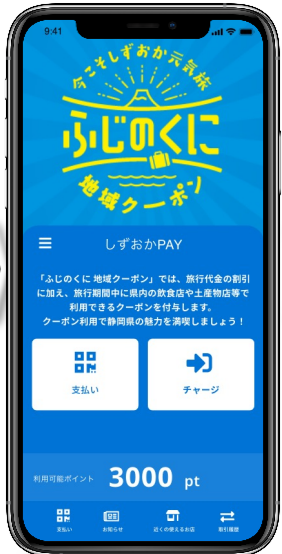 9:41
今こそしずおか元気旅
ふじのくに
地域クーポン
しずおかPAY
「ふじのくに 地域クーポン」では、旅行代金の割引
に加え、旅行期間中に県内の飲食店や土産物店等で
利用できるクーポンを付与します。
クーポン利用で静岡県の魅力を満喫しましょう！
支払い
チャージ
利用可能ポイント 3000 pt
支払い
お知らせ
近くの使えるお店
取引履歴